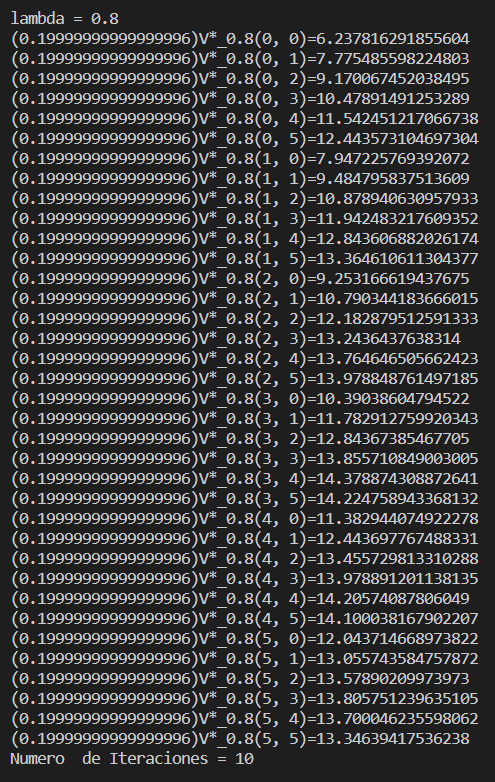 lambda = 0.8
(0.19999999999999996)V*_0.8(0, 0)=6.237816291855604
(0.19999999999999996)V*_0.8(0, 1)=7.775485598224803
(0.19999999999999996)V*_0.8(0, 2)=9.170067452038495
(0.19999999999999996)V*_0.8(0, 3)=10.47891491253289
(0.19999999999999996)V*_0.8(0, 4)=11.542451217066738
(0.19999999999999996)V*_0.8(0, 5)=12.443573104697304
(0.19999999999999996)V*_0.8(1, 0)=7.947225769392072
(0.19999999999999996)V*_0.8(1, 1)=9.484795837513609
(0.19999999999999996)V*_0.8(1, 2)=10.878940630957933
(0.19999999999999996)V*_0.8(1, 3)=11.942483217609352
(0.19999999999999996)V*_0.8(1, 4)=12.843606882026174
(0.19999999999999996)V*_0.8(1, 5)=13.364610611304377
(0.19999999999999996)V*_0.8(2, 0)=9.253166619437675
(0.19999999999999996)V*_0.8(2, 1)=10.790344183666015
(0.19999999999999996)V*_0.8(2, 2)=12.182879512591333
(0.19999999999999996)V*_0.8(2, 3)=13.2436437638314
(0.19999999999999996)V*_0.8(2, 4)=13.764646505662423
(0.19999999999999996)V*_0.8(2, 5)=13.978848761497185
(0.19999999999999996)V*_0.8(3, 0)=10.39038604794522
(0.19999999999999996)V*_0.8(3, 1)=11.782912759920343
(0.19999999999999996)V*_0.8(3, 2)=12.84367385467705
(0.19999999999999996)V*_0.8(3, 3)=13.855710849003005
(0.19999999999999996)V*_0.8(3, 4)=14.378874308872641
(0.19999999999999996)V*_0.8(3, 5)=14.224758943368132
(0.19999999999999996)V*_0.8(4, 0)=11.382944074922278
(0.19999999999999996)V*_0.8(4, 1)=12.443697767488331
(0.19999999999999996)V*_0.8(4, 2)=13.455729813310288
(0.19999999999999996)V*_0.8(4, 3)=13.978891201138135
(0.19999999999999996)V*_0.8(4, 4)=14.20574087806049
(0.19999999999999996)V*_0.8(4, 5)=14.100038167902207
(0.19999999999999996)V*_0.8(5, 0)=12.043714668973822
(0.19999999999999996)V*_0.8(5, 1)=13.055743584757872
(0.19999999999999996)V*_0.8(5, 2)=13.57890209973973
(0.19999999999999996)V*_0.8(5, 3)=13.805751239635105
(0.19999999999999996)V*_0.8(5, 4)=13.700046235598062
(0.19999999999999996)V*_0.8(5, 5)=13.34639417536238
Numero  de Iteraciones = 10